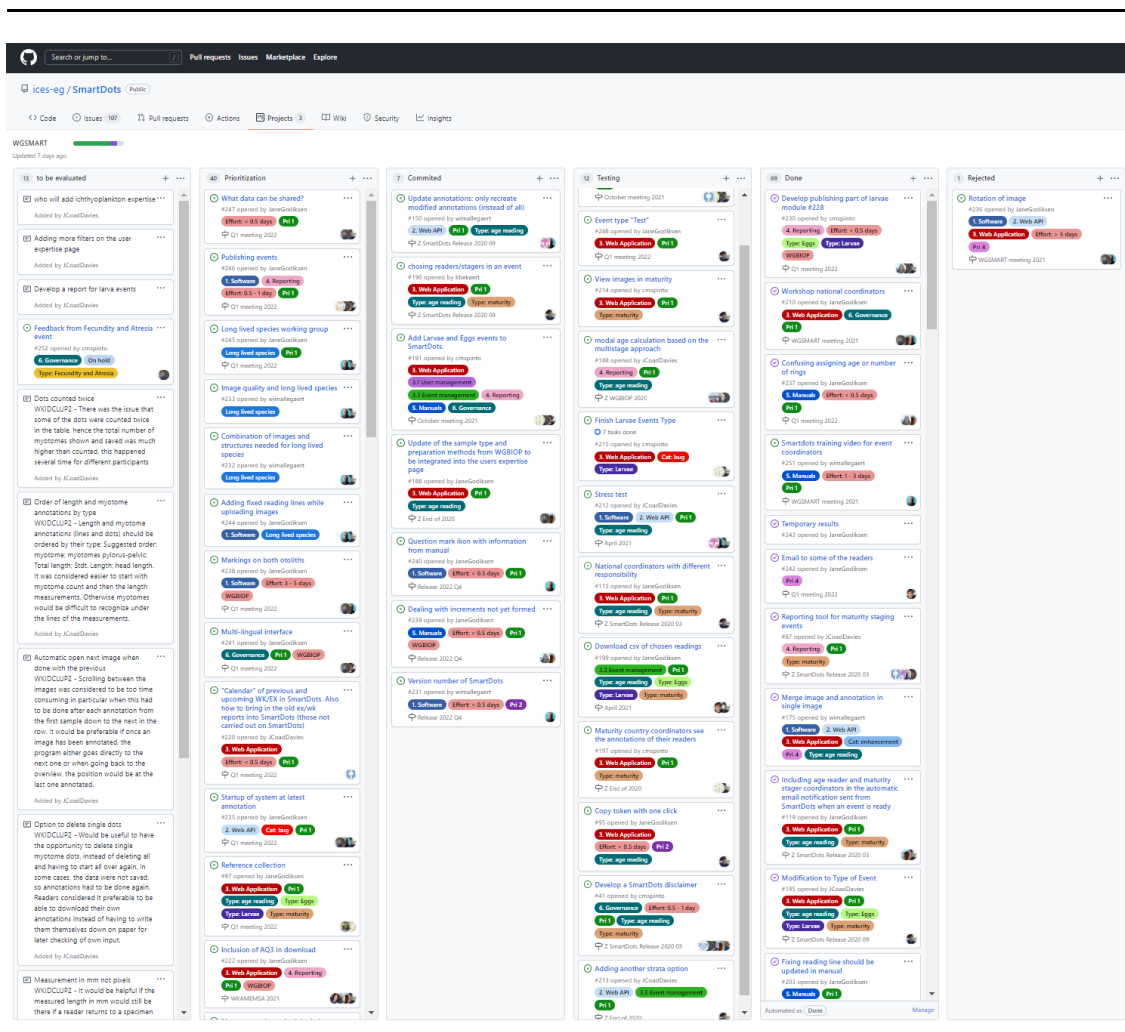 Search or jump to...
/
Pull requests Issues Marketplace Explore
ices-eg / SmartDots Public
Code Issues 107 Pull requests Actions Projects 3 Wiki Security Insights
WGSMART
Updated 7 days ago
13 to be evaluated
who will add ichthyoplankton expertise
Added by JCoadDavies
Adding more filters on the user
expertise page
Added by JCoadDavies
Develop a report for larva events
Added by JCoadDavies
Feedback from Fecundity and Atresia
event
#252 opened by cmspinto
6. Governance On hold
Type: Fecundity and Atresia
Dots counted twice
WKIDCLUP2 - There was the issue that
some of the dots were counted twice
in the table. hence the total number of
myotomes shown and saved was much
higher than counted. this happened
several time for different participants
Added by JCoadDavies
Order of length and myotome
annotations by type
WKIDCLUP2 - Length and myotome
annotations (lines and dots) should be
ordered by their type: Suggested order:
myotome; myotomes pylorus-pelvic;
Total length; Stdt. Length; head length.
It was considered easier to start with
myotome count and then the length
measurements. Otherwise myotomes
would be difficult to recognize under
the lines of the measurements.
Added by JCoadDavies
Automatic open next image when
done with the previous
WKIDCLUP2 - Scrolling between the
images was considered to be too time
consuming in particular when this had
to be done after each annotation from
the first sample down to the next in the
row. It would be preferable if once an
image has been annotated, the
program either goes directly to the
next one or when going back to the
overview, the position would be at the
last one annotated.
Added by JCoadDavies
Option to delete single dots
WKIDCLUP2 - Would be useful to have
the opportunity to delete single
myotome dots, instead of deleting all
and having to start all over again. In
some cases, the data were not saved,
so annotations had to be done again.
Readers considered it preferable to be
able to download their own
annotations instead of having to write
them themselves down on paper for
later checking of own input.
Added by JCoadDavies
Measurement in mm not pixels
WKIDCLUP2 - It would be helpful if the
measured length in mm would still be
there if a reader returns to a specimen
40 Prioritization
What data can be shared?
#247 opened by JaneGodiksen
Effort: < 0.5 days Pri 1
Q1 meeting 2022
Publishing events
#246 opened by JaneGodiksen
1. Software 4. Reporting
Effort: 0.5 - 1 day Pri 1
Q1 meeting 2022
Long lived species working group
#245 opened by JaneGodiksen
Long lived species Pri 1
Image quality and long lived species
#233 opened by wimallegaert
Long lived species
Combination of images and
structures needed for long lived
species
#232 opened by wimallegaert
Long lived species
Adding fixed reading lines while
uploading images
#244 opened by JaneGodiksen
1. Software Long lived species
Markings on both otoliths
#238 opened by JaneGodiksen
1. Software Effort: 3 - 5 days
WGBIOP
Q1 meeting 2022
Multi-lingual interface
#241 opened by JaneGodiksen
6. Governance Pri 1 WGBIOP
Q1 meeting 2022
"Calendar" of previous and
upcoming WK/EX in SmartDots. Also
how to bring in the old ex/wk
reports into SmartDots (those not
carried out on SmartDots)
#220 opened by JCoadDavies
3. Web Application
Effort: < 0.5 days Pri 1
Q1 meeting 2022
Startup of system at latest
annotation
#235 opened by JaneGodiksen
2. Web API Cat: bug Pri 1
Q1 meeting 2022
Reference collection
#97 opened by JaneGodiksen
3. Web Application Pri 1
Type: age reading Type: Eggs
Type: Larvae Type: maturity
Q1 meeting 2022
Inclusion of AQ3 in download
#222 opened by JaneGodiksen
3. Web Application 4. Reporting
Pri 1 WGBIOP
WKAMEMSA 2021
7 Commited
Update annotations: only recreate
modified annotations (instead of all)
#150 opened by wimallegaert
2. Web API Pri 1 Type: age reading
Z SmartDots Release 2020 09
chosing readers/stagers in an event
#190 opened by kbekaert
3. Web Application Pri 1
Type: age reading Type: maturity
Z SmartDots Release 2020 09
Add Larvae and Eggs events to
SmartDots.
#191 opened by cmspinto
3. Web Application
3.1 User management
3.3 Event management 4. Reporting
5. Manuals 6. Governance
October meeting 2021
Update of the sample type and
preparation methods from WGBIOP to
be integrated into the users expertise
page
#188 opened by JaneGodiksen
3. Web Application Pri 1
Type: age reading
Z End of 2020
Question mark ikon with information
from manual
#240 opened by JaneGodiksen
1. Software Effort: < 0.5 days Pri 1
Release 2022 Q4
Dealing with increments not yet formed
#239 opened by JaneGodiksen
5. Manuals Effort: < 0.5 days Pri 1
WGBIOP
Release 2022 Q4
Version number of SmartDots
#231 opened by wimallegaert
1. Software Effort: < 0.5 days Pri 2
Release 2022 Q4
12 Testing
October meeting 2021
Event type "Test"
#248 opened by JaneGodiksen
3. Web Application Pri 1
Q1 meeting 2022
View images in maturity
#214 opened by cmspinto
3. Web Application Pri 1
Type: maturity
modal age calculation based on the
multistage approach
#148 opened by JCoadDavies
4. Reporting Pri 1
Type: age reading
Z WGBIOP 2020
Finish Larvae Events Type
7 tasks done
#215 opened by cmspinto
3. Web Application Cat: bug
Type: Larvae
Stress test
#212 opened by JCoadDavies
1. Software 2. Web API Pri 1
Type: age reading
April 2021
National coordinators with different
responsibility
#115 opened by JaneGodiksen
3. Web Application Pri 1
Type: age reading Type: maturity
Z SmartDots Release 2020 03
Download csv of chosen readings
#199 opened by JaneGodiksen
3.3 Event management Pri 1
Type: age reading Type: Eggs
Type: Larvae Type: maturity
April 2021
Maturity country coordinators see
the annotations of their readers
#197 opened by cmspinto
3. Web Application Pri 1
Type: maturity
Z End of 2020
Copy token with one click
#95 opened by JaneGodiksen
3. Web Application
Effort: < 0.5 days Pri 2
Type: age reading
Develop a SmartDots disclaimer
#41 opened by cmspinto
6. Governance Effort: 0.5 - 1 day
Pri 1 Type: age reading
Type: maturity
Z SmartDots Release 2020 03
Adding another strata option
#213 opened by JCoadDavies
2. Web API 3.3 Event management
Pri 1
Z End of 2020
69 Done
Develop publishing part of larvae
module #228
#230 opened by cmspinto
4. Reporting Effort: < 0.5 days
Type: Eggs Type: Larvae
WGBIOP
Q1 meeting 2022
Workshop national coordinators
#210 opened by JaneGodiksen
3. Web Application 6. Governance
Pri 1
WGSMART meeting 2021
Confusing assigning age or number
of rings
#237 opened by JaneGodiksen
5. Manuals Effort: < 0.5 days
Pri 1
Q1 meeting 2022
Smartdots training video for event
coordinators
#251 opened by wimallegaert
5. Manuals Effort: 1 - 3 days
Pri 1
WGSMART meeting 2021
Temporary results
#243 opened by JaneGodiksen
Email to some of the readers
#242 opened by JaneGodiksen
Pri 4
Q1 meeting 2022
Reporting tool for maturity staging
events
#87 opened by JCoadDavies
4. Reporting Pri 1
Type: maturity
Z SmartDots Release 2020 03
Merge image and annotation in
single image
#175 opened by wimallegaert
1. Software 2. Web API
3. Web Application Cat: enhancement
Pri 4 Type: age reading
Including age reader and maturity
stager coordinators in the automatic
email notification sent from
SmartDots when an event is ready
#119 opened by JaneGodiksen
3. Web Application Pri 1
Type: age reading Type: maturity
Z SmartDots Release 2020 03
Modification to Type of Event
#195 opened by JCoadDavies
3. Web Application Pri 1
Type: age reading Type: Eggs
Type: Larvae Type: maturity
Z SmartDots Release 2020 09
Fixing reading line should be
updated in manual
#203 opened by JaneGodiksen
5. Manuals Pri 1
Automated as Done Manage
1 Rejected
Rotation of image
#236 opened by JaneGodiksen
1. Software 2. Web API
3. Web Application Effort: > 5 days
Pri 4
WGSMART meeting 2021